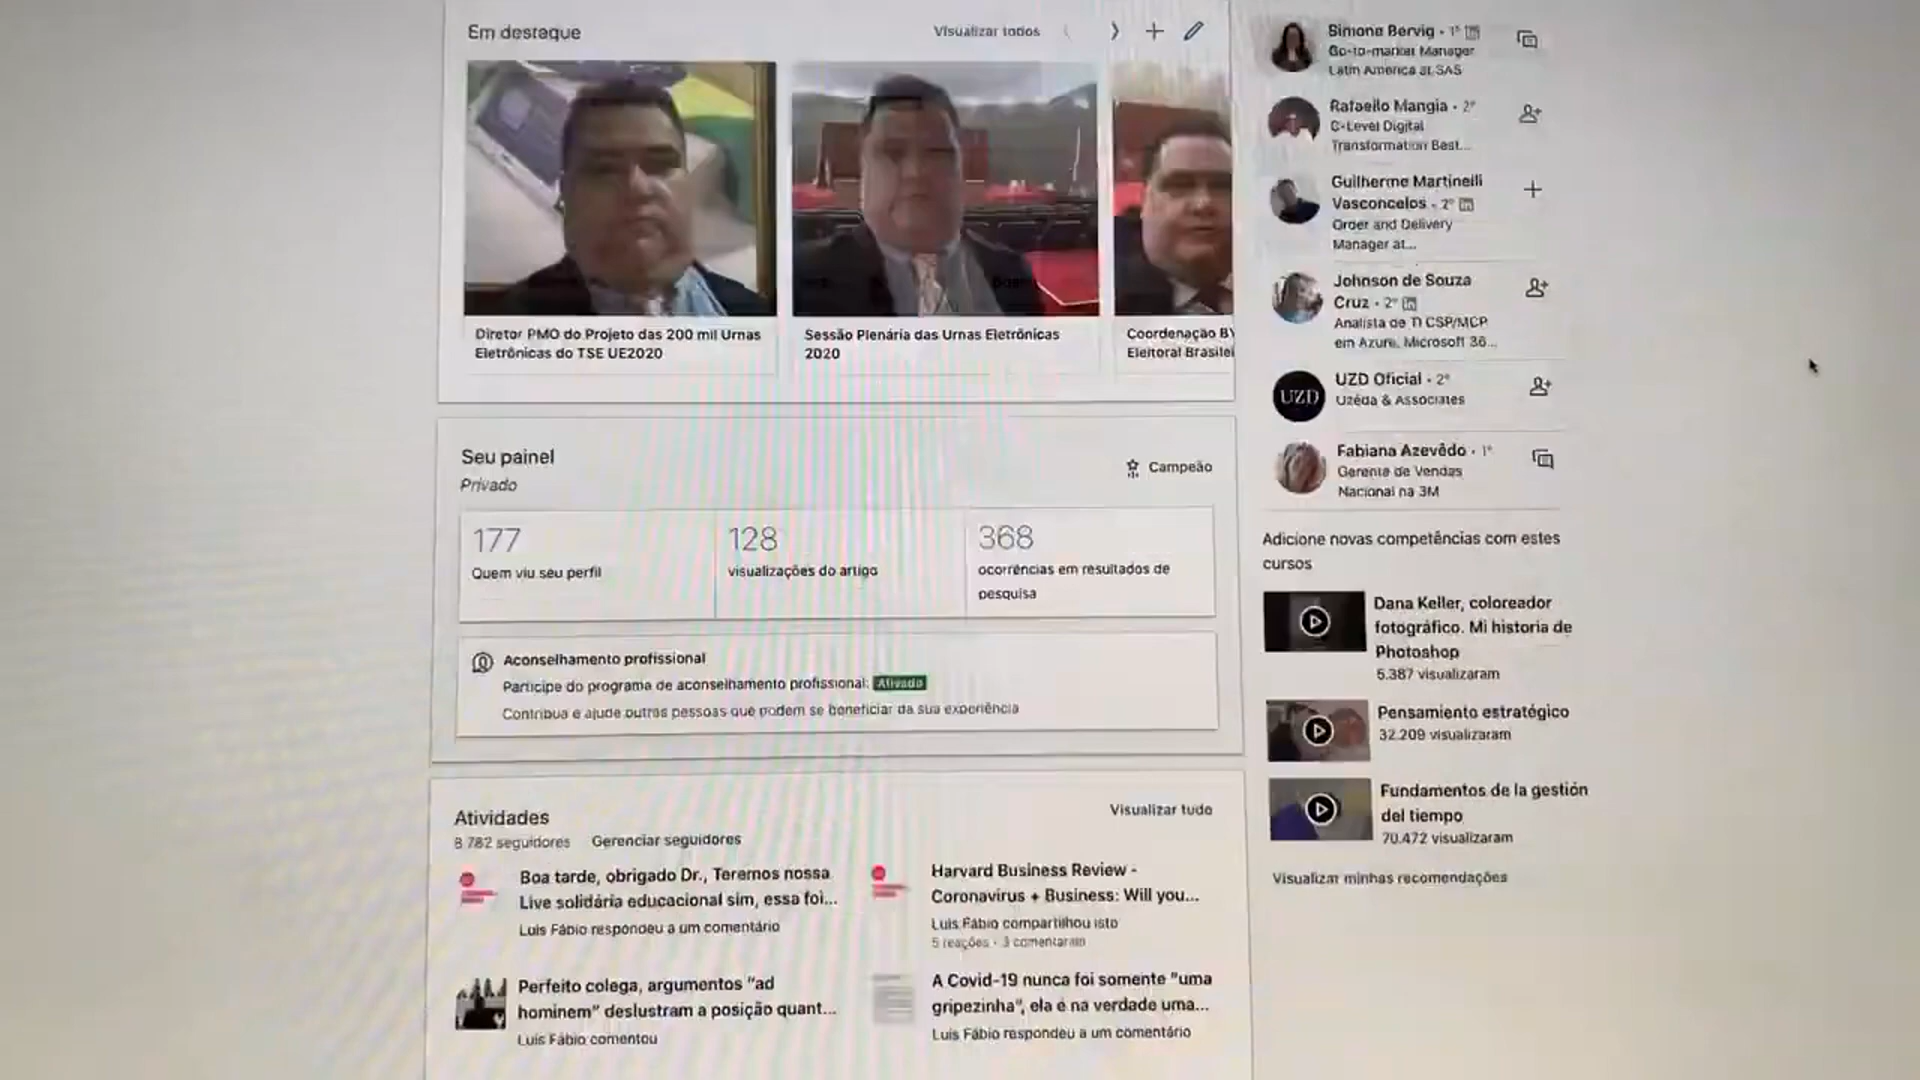 Em destaque
Visualizar todos
Diretor PMO do Projeto das 200 mil Urnas
Eletrônicas do TSE UE2020
Sessão Plenária das Urnas Eletrônicas
2020
Coordenação
Eleitoral Brasilei
Seu painel
Privado
Campeão
177
Quem viu seu perfil
128
visualizações do artigo
368
ocorrências em resultados de
pesquisa
Aconselhamento profissional
Participe do programa de aconselhamento profissional: Ativado
Contribua e ajude outras pessoas que podem se beneficiar da sua experiência
Atividades
Visualizar tudo
8 782 seguidores Gerenciar seguidores
Boa tarde, obrigado Dr., Teremos nossa
Live solidária educacional sim, essa foi...
Luis Fábio respondeu a um comentário
Harvard Business Review -
Coronavirus + Business: Will you...
Luis Fábio compartilhou isto
5 reações • 3 comentaram
Perfeito colega, argumentos "ad
hominem" deslustram a posição quant...
Luis Fábio comentou
A Covid-19 nunca foi somente "uma
gripezinha", ela é na verdade uma...
Luis Fábio respondeu a um comentário
Simone Bervig • 1º
Go-to-market Manager
Latin America at SAS
Rafaello Mangia • 2º
C-Level Digital
Transformation Best...
Guilherme Martinelli
Vasconcelos • 2º
Order and Delivery
Manager at...
Johnson de Souza
Cruz • 2º
Analista de TI CSP/MCP
em Azure, Microsoft 36...
UZD
UZD Oficial • 2º
Uzêda & Associates
Fabiana Azevêdo • 1º
Gerente de Vendas
Nacional na 3M
Adicione novas competências com estes
cursos
Dana Keller, coloreador
fotográfico. Mi historia de
Photoshop
5.387 visualizaram
Pensamiento estratégico
32.209 visualizaram
Fundamentos de la gestión
del tiempo
70.472 visualizaram
Visualizar minhas recomendações